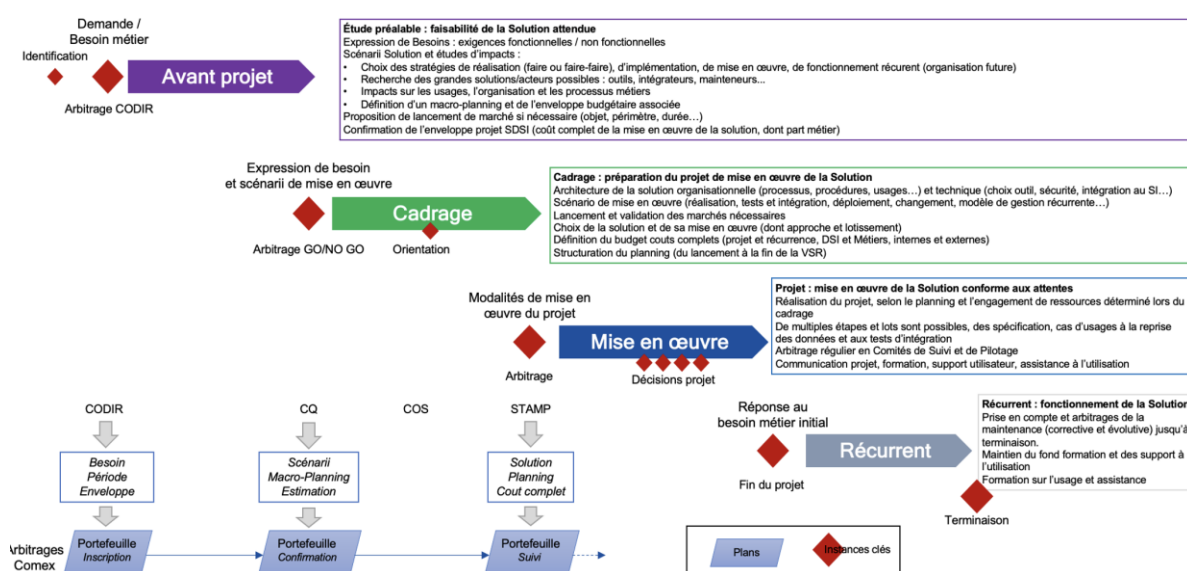 Demande /
Besoin métier
Identification
Avant projet
Arbitrage CODIR
Étude préalable : faisabilité de la Solution attendue
Expression de Besoins : exigences fonctionnelles / non fonctionnelles
Scénarii Solution et études d'impacts :
• Choix des stratégies de réalisation (faire ou faire-faire), d'implémentation, de mise en œuvre, de fonctionnement récurent (organisation future)
• Recherche des grandes solutions/acteurs possibles : outils, intégrateurs, mainteneurs...
• Impacts sur les usages, l'organisation et les processus métiers
• Définition d'un macro-planning et de l'enveloppe budgétaire associée
Proposition de lancement de marché si nécessaire (objet, périmètre, durée…)
Confirmation de l'enveloppe projet SDSI (coût complet de la mise en œuvre de la solution, dont part métier)
Expression de besoin
et scénarii de mise en œuvre
Cadrage
Arbitrage GO/NO GO
Orientation
Cadrage : préparation du projet de mise en œuvre de la Solution
Architecture de la solution organisationnelle (processus, procédures, usages…) et technique (choix outil, sécurité, intégration au SI…)
Scénario de mise en œuvre (réalisation, tests et intégration, déploiement, changement, modèle de gestion récurrente…)
Lancement et validation des marchés nécessaires
Choix de la solution et de sa mise en œuvre (dont approche et lotissement)
Définition du budget couts complets (projet et récurrence, DSI et Métiers, internes et externes)
Structuration du planning (du lancement à la fin de la VSR)
Modalités de mise en
œuvre du projet
Mise en œuvre
Arbitrage
Décisions projet
Projet : mise en œuvre de la Solution conforme aux attentes
Réalisation du projet, selon le planning et l'engagement de ressources déterminé lors du
cadrage
De multiples étapes et lots sont possibles, des spécification, cas d'usages à la reprise
des données et aux tests d'intégration
Arbitrage régulier en Comités de Suivi et de Pilotage
Communication projet, formation, support utilisateur, assistance à l'utilisation
Réponse au
besoin métier initial
Récurrent
Fin du projet
Récurrent : fonctionnement de la Solution
Prise en compte et arbitrages de la
maintenance (corrective et évolutive) jusqu'à
terminaison.
Maintien du fond formation et des support à
l'utilisation
Formation sur l'usage et assistance
Terminaison
CODIR
CQ
COS
STAMP
Besoin
Période
Enveloppe
Scénarii
Macro-Planning
Estimation
Solution
Planning
Cout complet
Arbitrages
Comex
Portefeuille
Inscription
Portefeuille
Confirmation
Portefeuille
Suivi
Plans
Instances clés